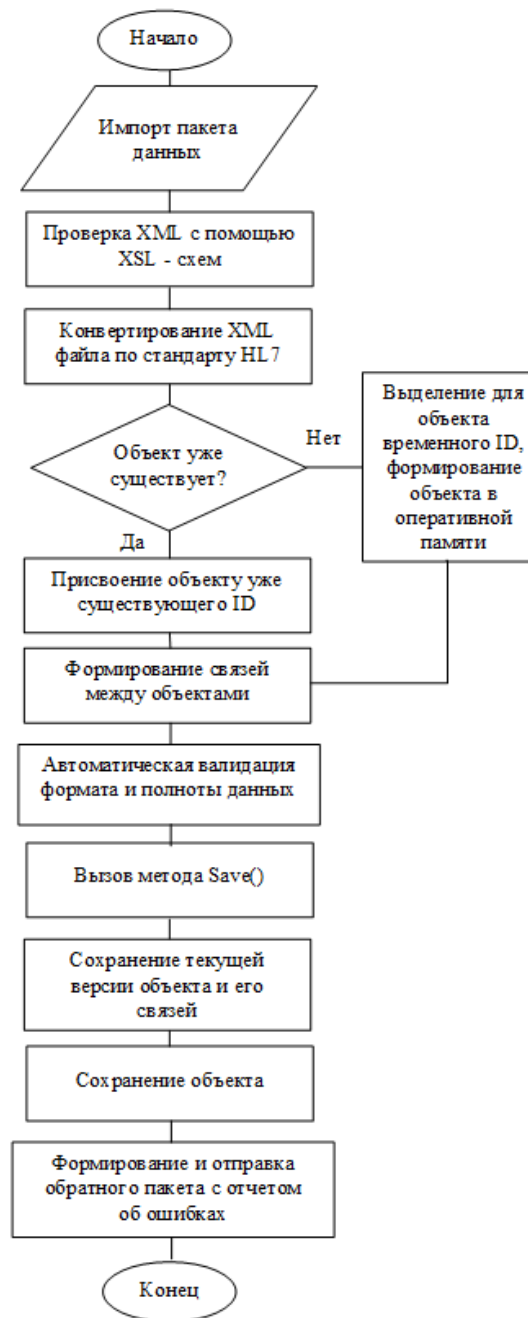 Начало
Импорт пакета
данных
Проверка XML с помощью
XSL - схем
Конвертирование XML
файла по стандарту HL7
Объект уже
существует?
Нет
Выделение для
объекта
временного ID,
формирование
объекта в
оперативной
памяти
Да
Присвоение объекту уже
существующего ID
Формирование связей
между объектами
Автоматическая валидация
формата и полноты данных
Вызов метода Save()
Сохранение текущей
версии объекта и его
связей
Сохранение объекта
Формирование и отправка
обратного пакета с отчетом
об ошибках
Конец